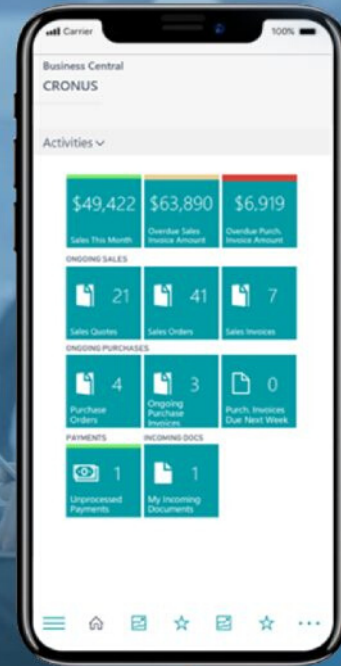 Carrier 100%
Business Central
CRONUS
Activities
$49,422 $63,890 $6,919
Sales This Month
Overdue Sales
Invoice Amount
Overdue Purch.
Invoice Amount
ONGOING SALES
21 41 7
Sales Quotes Sales Orders Sales Invoices
ONGOING PURCHASES
4 3 0
Purchase
Orders
Ongoing
Purchase
Invoices
Purch. Invoices
Due Next Week
PAYMENTS INCOMING DOCS
1 1
Unprocessed
Payments
My Incoming
Documents